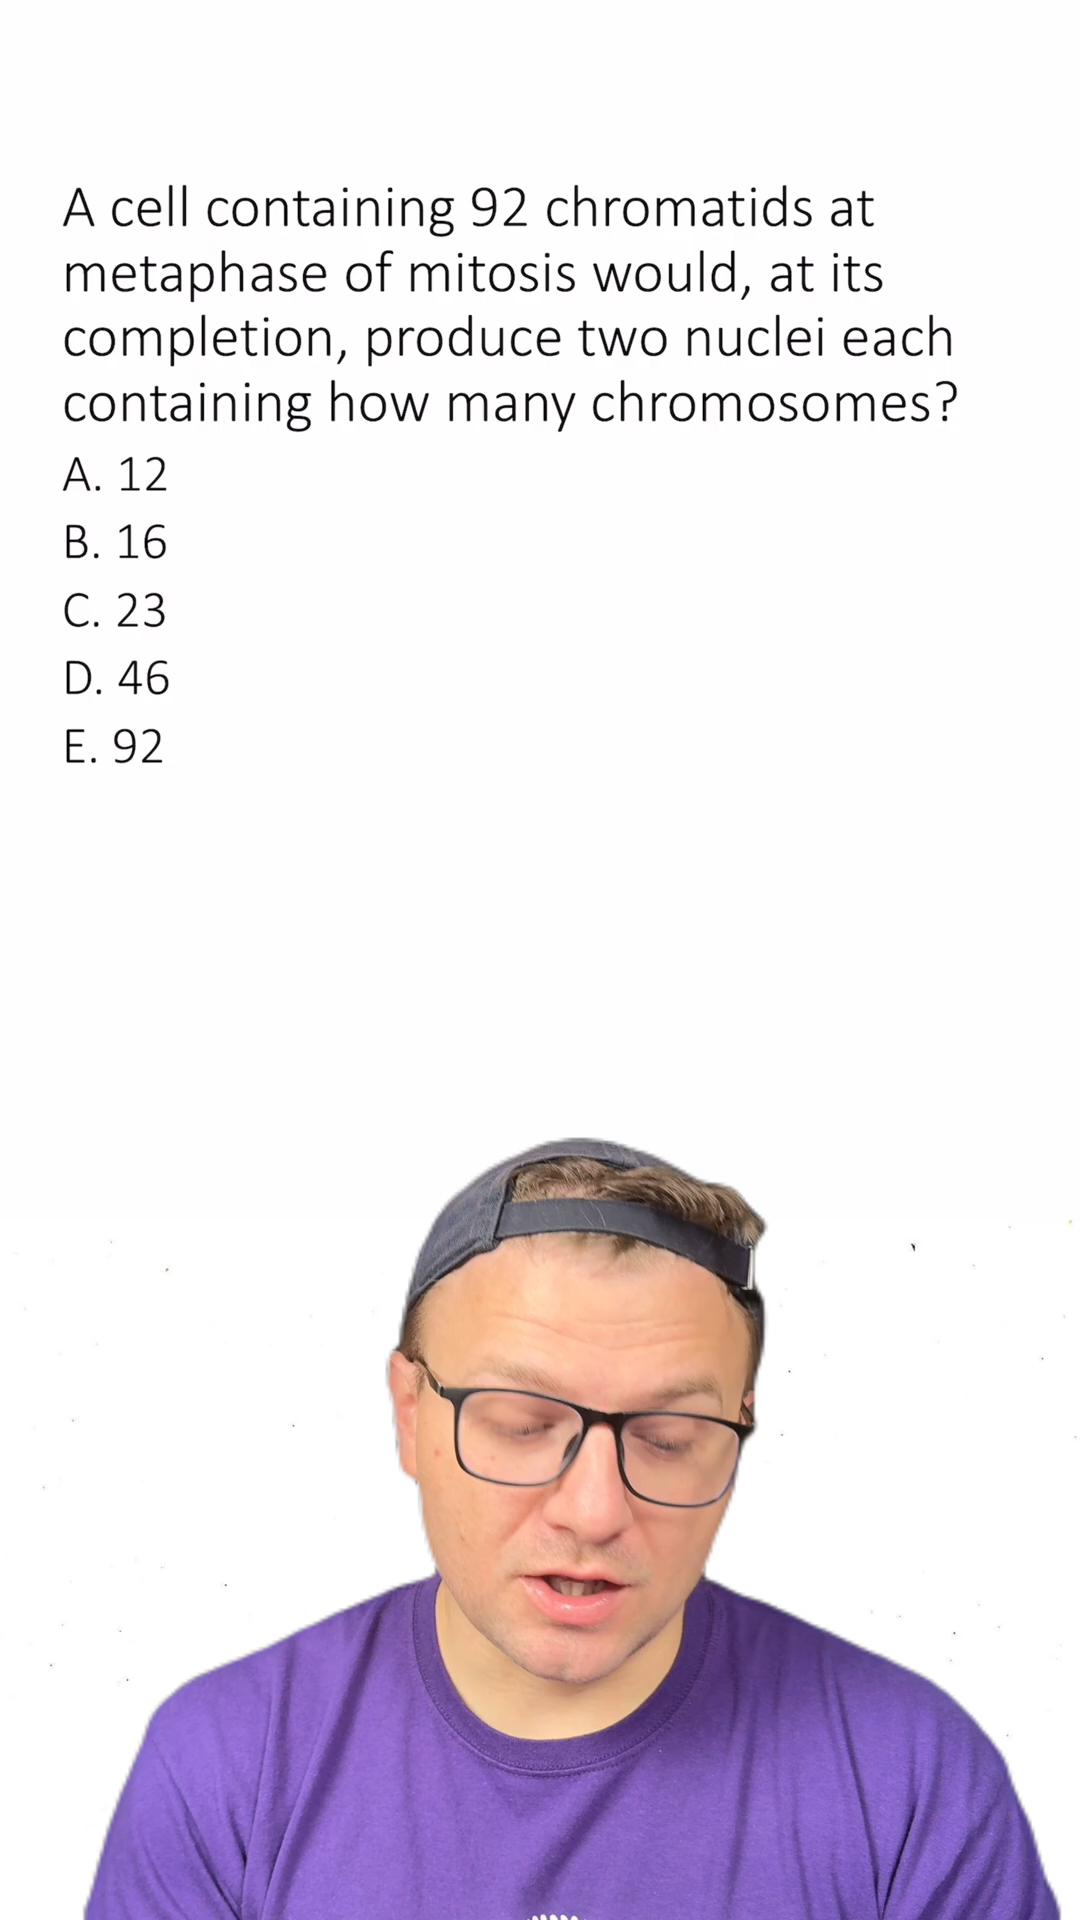 A cell containing 92 chromatids at
metaphase of mitosis would, at its
completion, produce two nuclei each
containing how many chromosomes?
A. 12
B. 16
C. 23
D. 46
E. 92